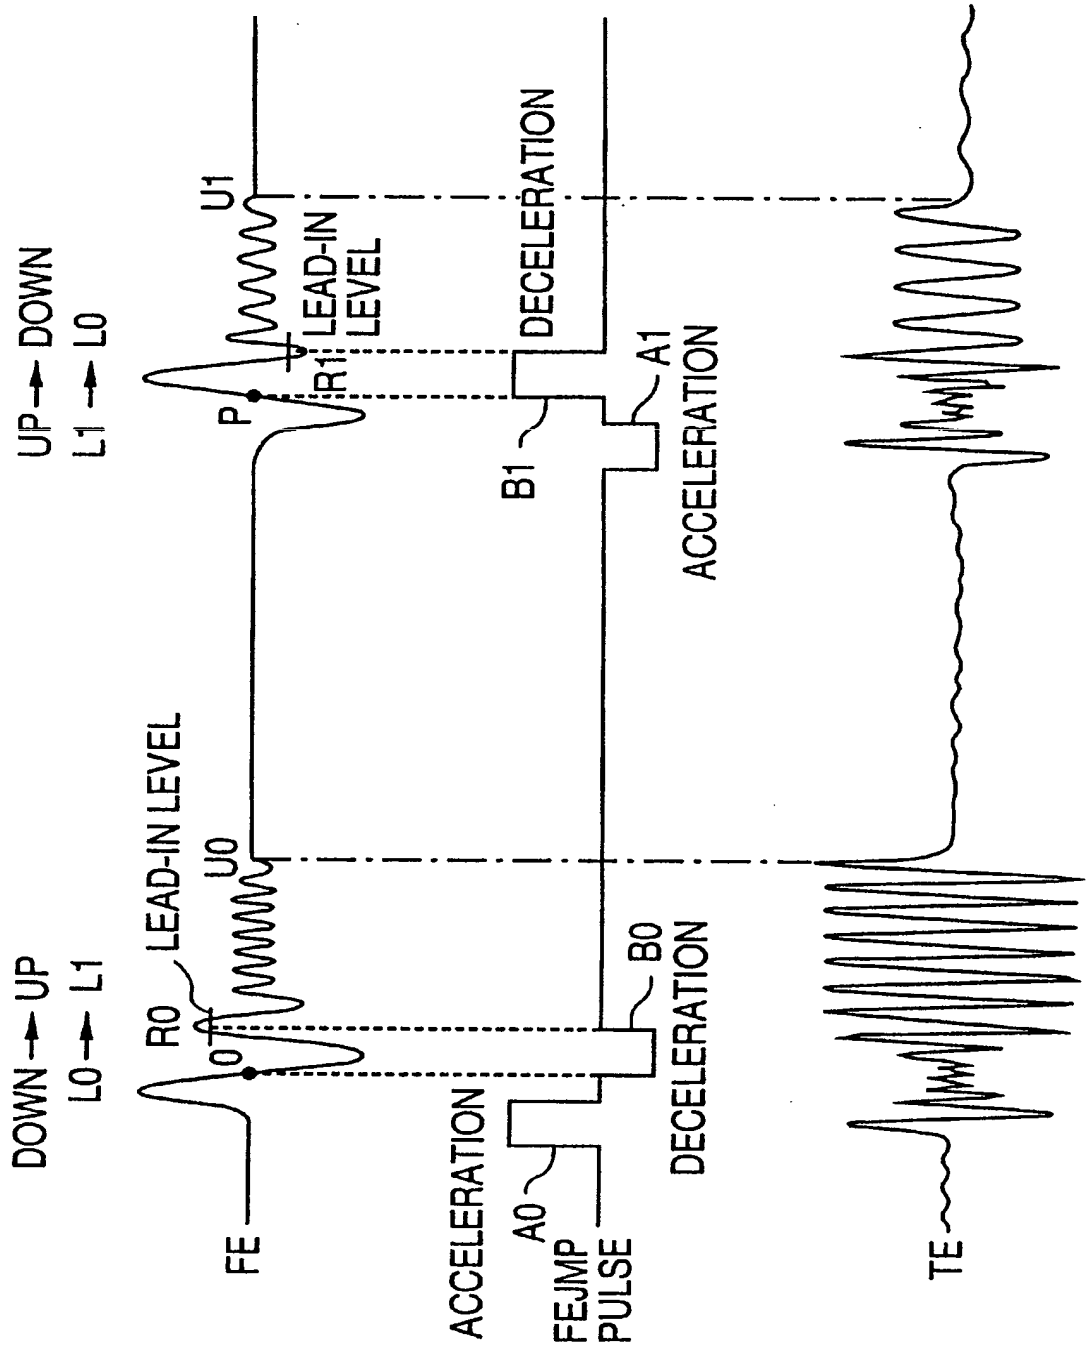 DOWN → UP
L0 → L1
UP → DOWN
L1 → L0
R0
LEAD-IN LEVEL
U0
U1
FE
O
P
R1
LEAD-IN
LEVEL
ACCELERATION
A0
B1
DECELERATION
FEJMP
PULSE
B0
DECELERATION
A1
ACCELERATION
TE